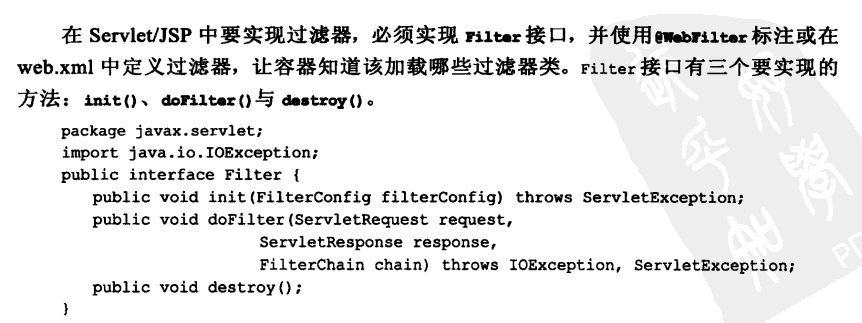 在 Servlet/JSP 中要实现过滤器，必须实现 Filter 接口，并使用@WebFilter 标注或在
web.xml 中定义过滤器，让容器知道该加载哪些过滤器类。Filter 接口有三个要实现的
方法：init()、doFilter()与 destroy()。
package javax.servlet;
import java.io.IOException;
public interface Filter {
public void init(FilterConfig filterConfig) throws ServletException;
public void doFilter(ServletRequest request,
ServletResponse response,
FilterChain chain) throws IOException, ServletException;
public void destroy();
}
PD